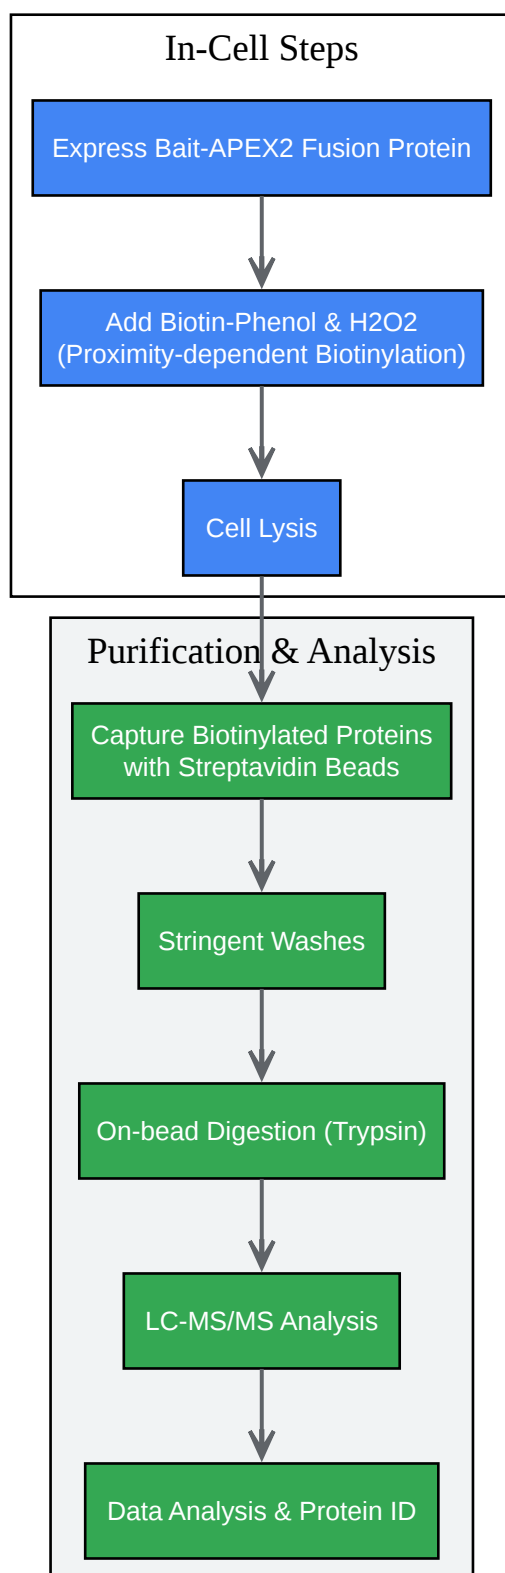 In-Cell Steps
Express Bait-APEX2 Fusion Protein
Add Biotin-Phenol & H2O2
(Proximity-dependent Biotinylation)
Cell Lysis
Purification & Analysis
Capture Biotinylated Proteins
with Streptavidin Beads
Stringent Washes
On-bead Digestion (Trypsin)
LC-MS/MS Analysis
Data Analysis & Protein ID